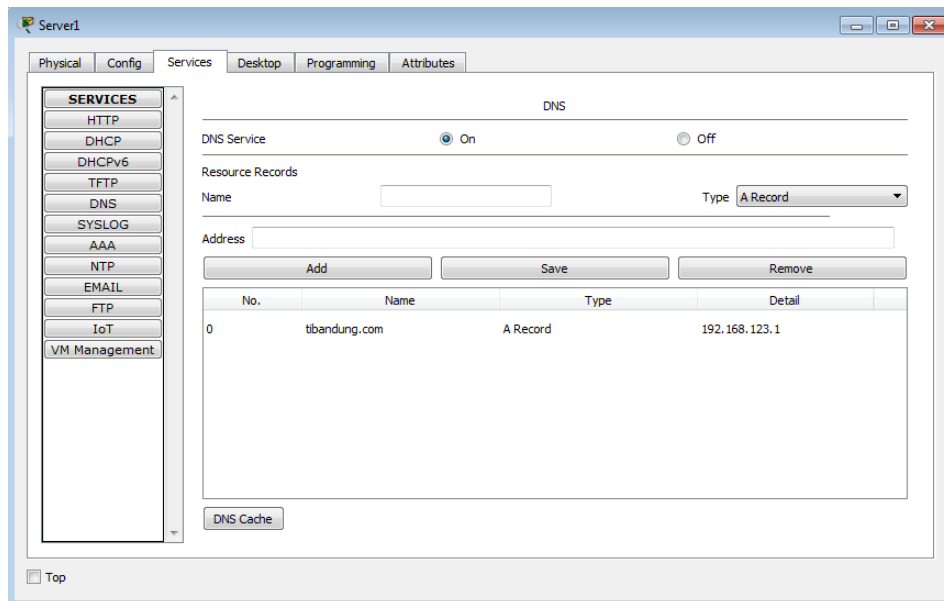 Server1
Physical Config Services Desktop Programming Attributes
SERVICES
HTTP
DHCP
DHCPv6
TFTP
DNS
SYSLOG
AAA
NTP
EMAIL
FTP
IoT
VM Management
DNS
DNS Service On Off
Resource Records
Name Type A Record
Address
Add Save Remove
No. Name Type Detail
0 tibandung.com A Record 192.168.123.1
DNS Cache
Top